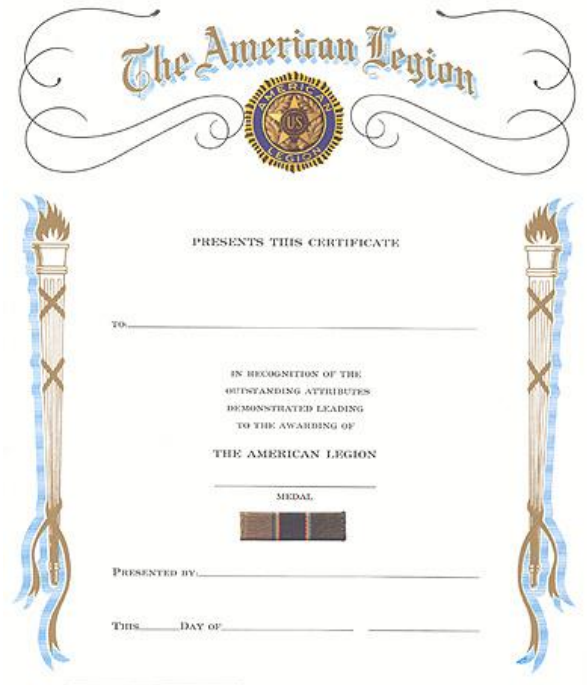 The American Legion
AMERICAN
US
LEGION
PRESENTS THIS CERTIFICATE
TO:
IN RECOGNITION OF THE
OUTSTANDING ATTRIBUTES
DEMONSTRATED LEADING
TO THE AWARDING OF
THE AMERICAN LEGION
MEDAL
PRESENTED BY:
THIS DAY OF